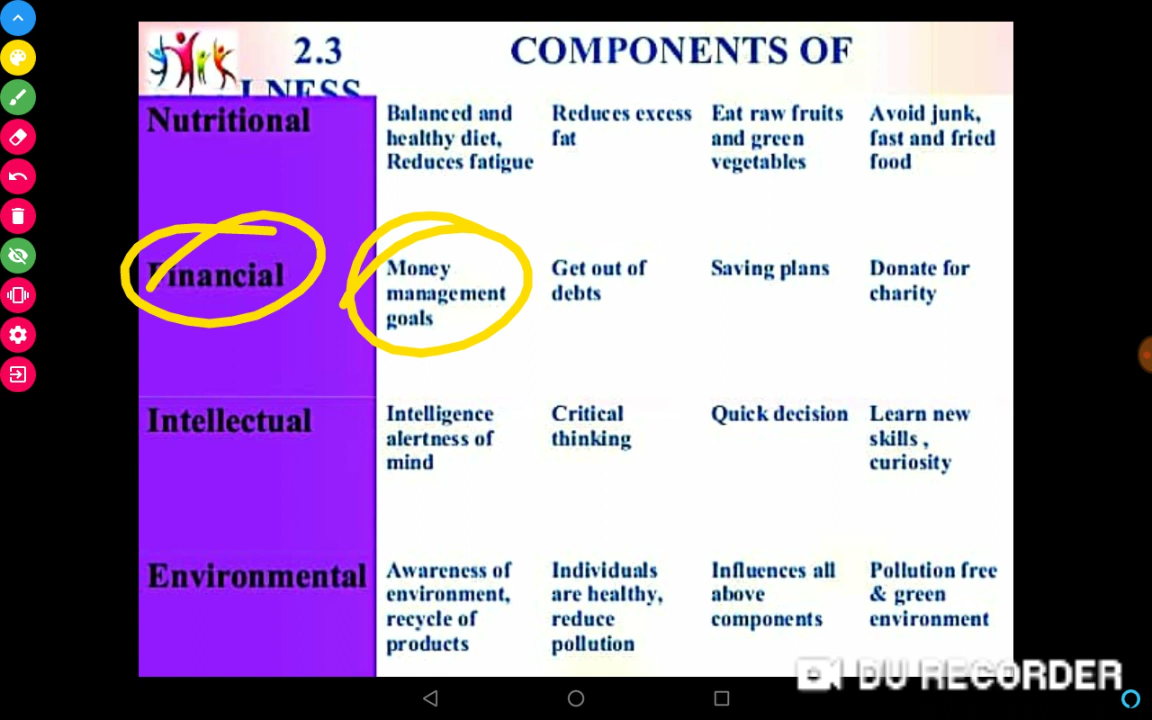 2.3 COMPONENTS OF
LNESS
Nutritional
Balanced and
healthy diet,
Reduces fatigue
Reduces excess
fat
Eat raw fruits
and green
vegetables
Avoid junk,
fast and fried
food
Financial
Money
management
goals
Get out of
debts
Saving plans
Donate for
charity
Intellectual
Intelligence
alertness of
mind
Critical
thinking
Quick decision
Learn new
skills ,
curiosity
Environmental
Awareness of
environment,
recycle of
products
Individuals
are healthy,
reduce
pollution
Influences all
above
components
Pollution free
& green
environment
DU RECORDER